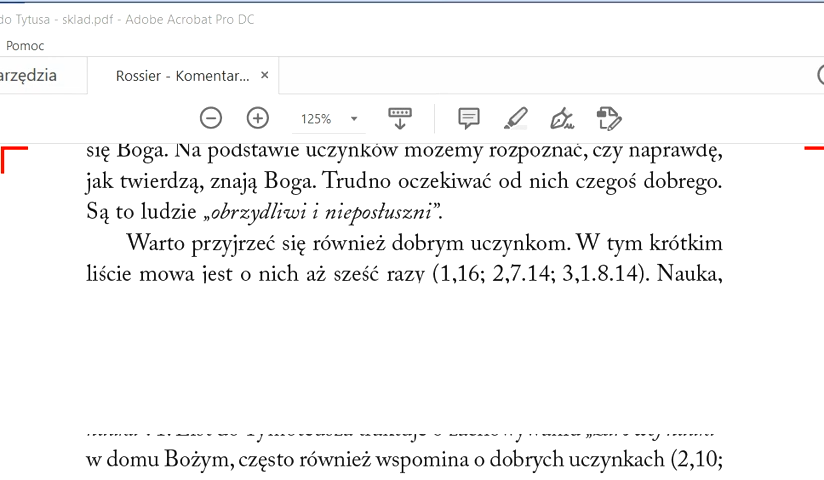 do Tytusa - sklad.pdf - Adobe Acrobat Pro DC
Pomoc
arzędzia
Rossier - Komentar... ×
125%
się Boga. Na podstawie uczynków możemy rozpoznać, czy naprawdę,
jak twierdzą, znają Boga. Trudno oczekiwać od nich czegoś dobrego.
Są to ludzie „obrzydliwi i nieposłuszni”.
Warto przyjrzeć się również dobrym uczynkom. W tym krótkim
liście mowa jest o nich aż sześć razy (1,16; 2,7.14; 3,1.8.14). Nauka,
w domu Bożym, często również wspomina o dobrych uczynkach (2,10;